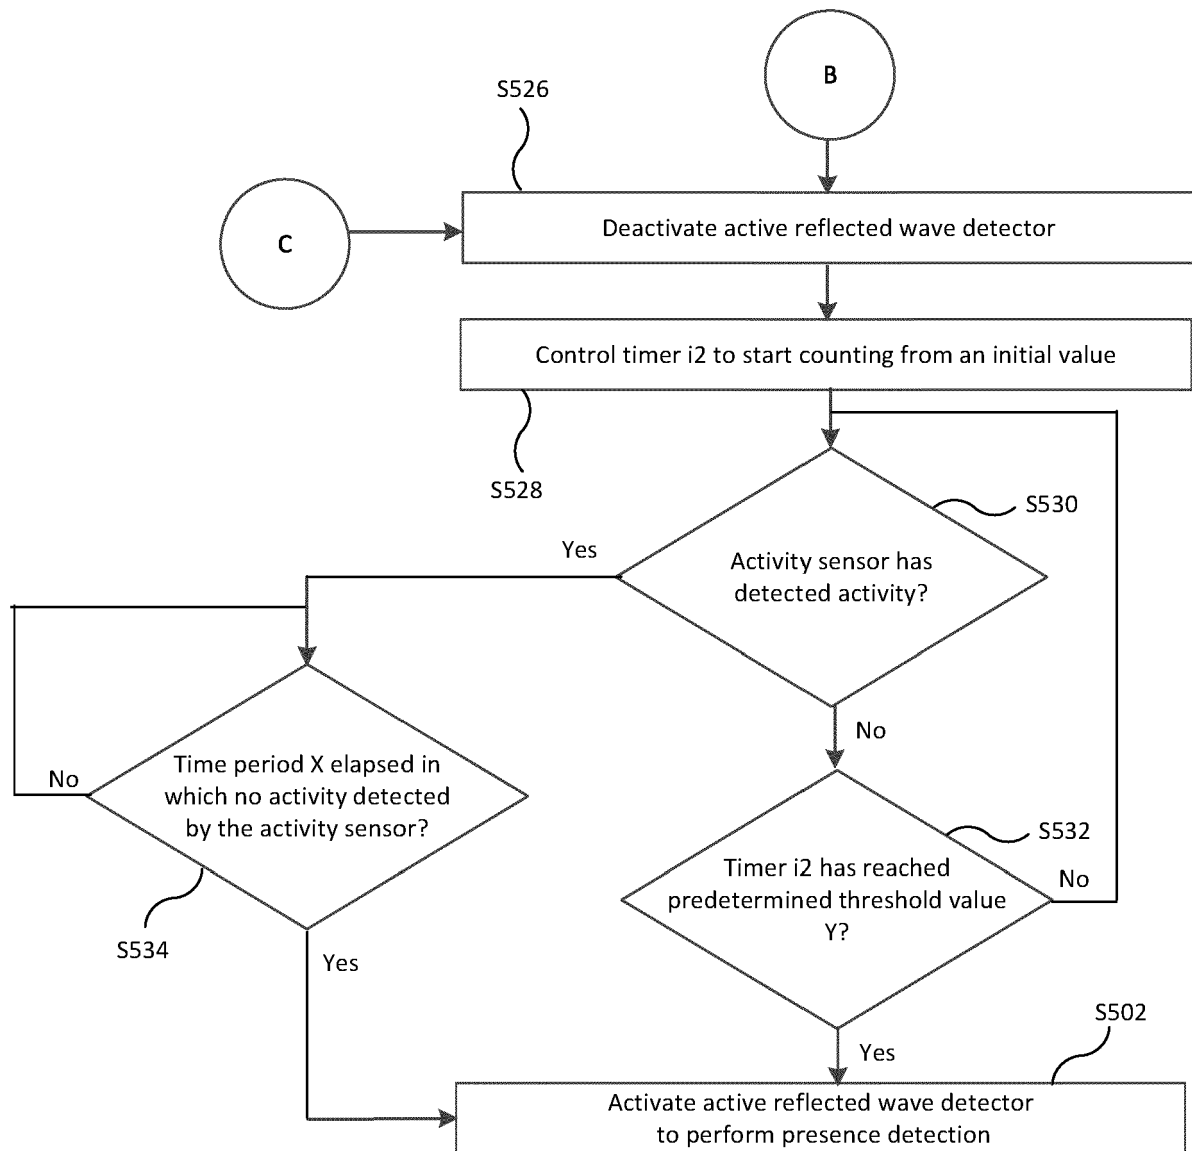 B
S526
C
Deactivate active reflected wave detector
Control timer i2 to start counting from an initial value
S528
S530
Yes
Activity sensor has
detected activity?
No
Time period X elapsed in
which no activity detected
by the activity sensor?
No
S532
Timer i2 has reached
predetermined threshold value
Y?
No
S534
Yes
S502
Yes
Activate active reflected wave detector
to perform presence detection